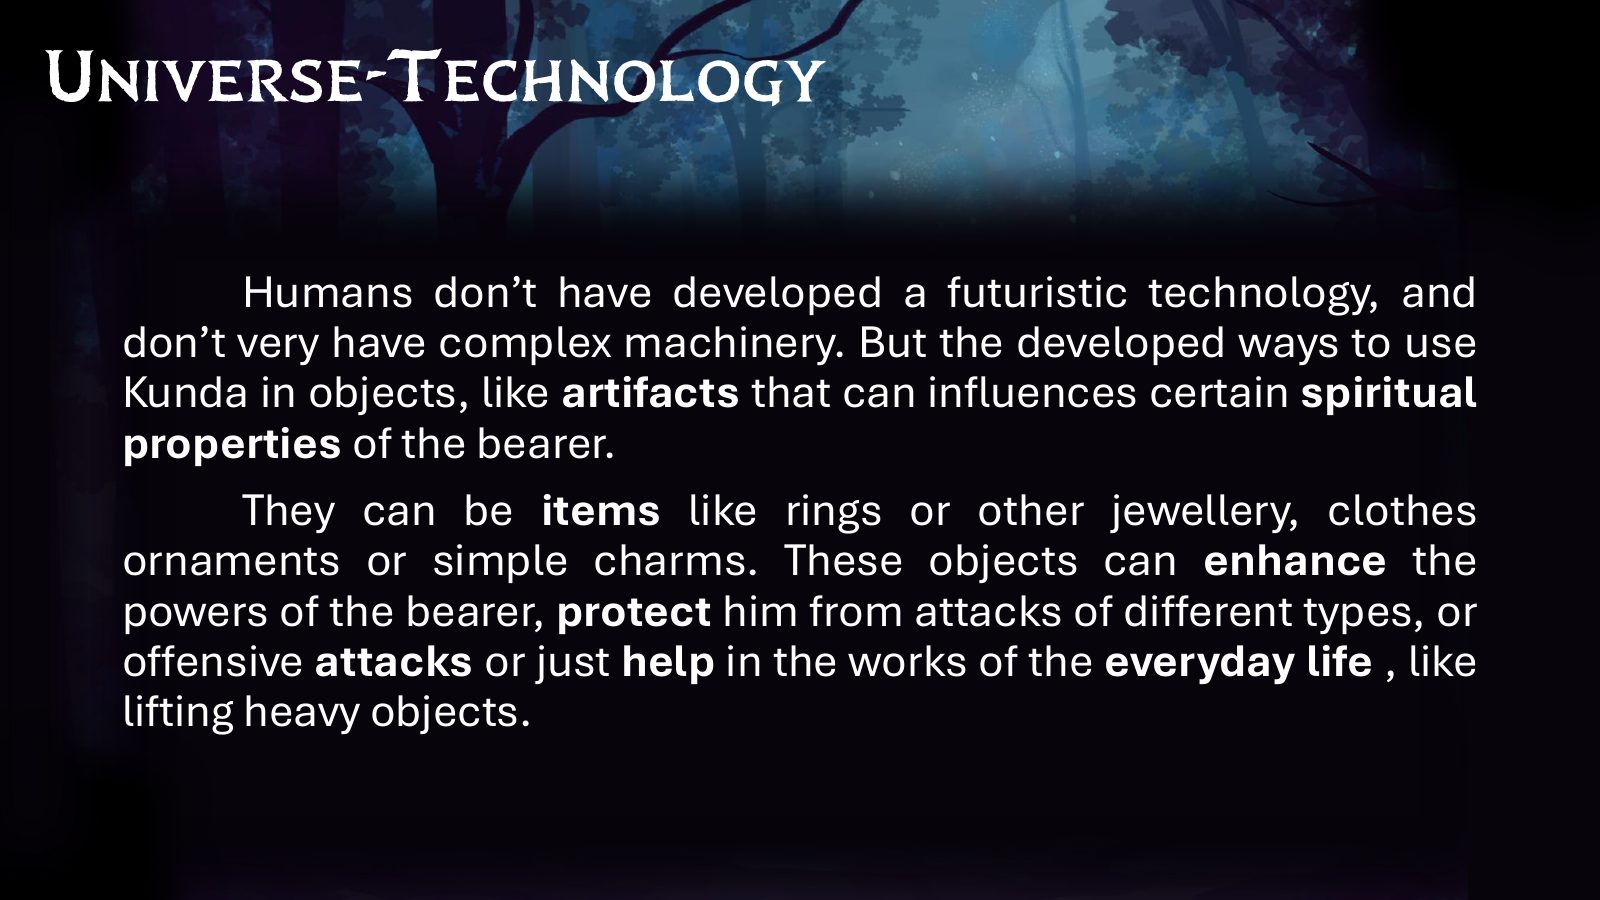 Universe-Technology
Humans don’t have developed a futuristic technology, and
don’t very have complex machinery. But the developed ways to use
Kunda in objects, like artifacts that can influences certain spiritual
properties of the bearer.
They can be items like rings or other jewellery, clothes
ornaments or simple charms. These objects can enhance the
powers of the bearer, protect him from attacks of different types, or
offensive attacks or just help in the works of the everyday life , like
lifting heavy objects.